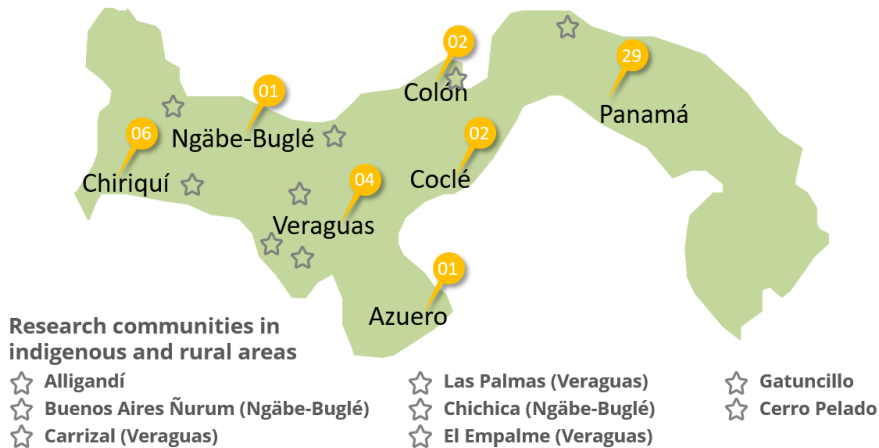 02
Colón
29
Panamá
01
Ngäbe-Buglé
06
Chiriquí
02
Coclé
04
Veraguas
01
Azuero
Research communities in
indigenous and rural areas
Alligandí
Buenos Aires Ñurum (Ngäbe-Buglé)
Carrizal (Veraguas)
Las Palmas (Veraguas)
Chichica (Ngäbe-Buglé)
El Empalme (Veraguas)
Gatuncillo
Cerro Pelado